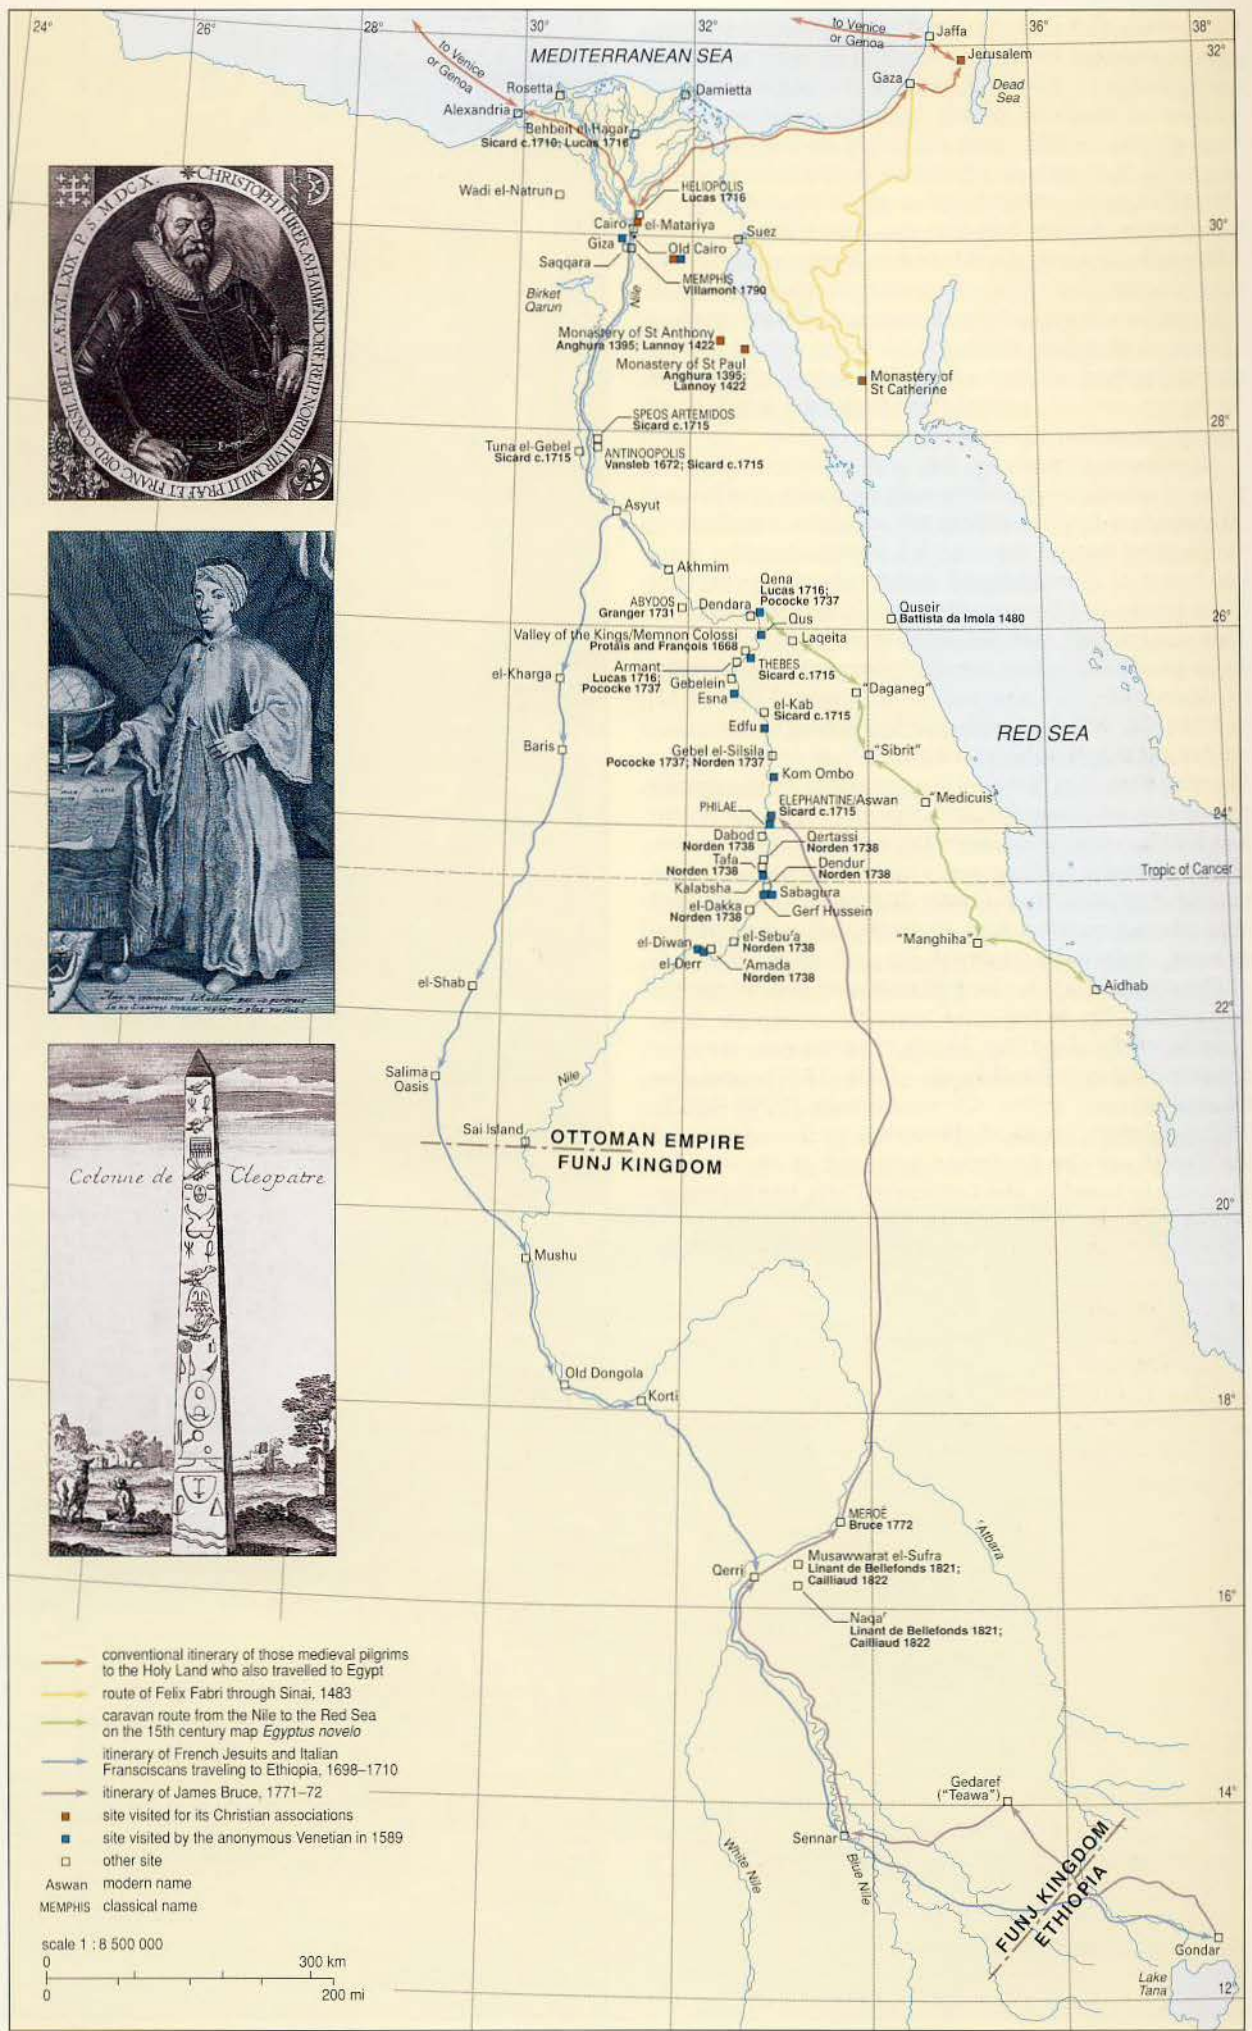 24°
26°
28°
30°
32°
36°
38°
32°
to Venice
or Genoa
MEDITERRANEAN SEA
to Venice
or Genoa
Jaffa
Jerusalem
Gaza
Dead
Sea
Rosetta
Damietta
Alexandria
Behbeit el-Hagar
Sicard c.1710; Lucas 1716
Wadi el-Natrun
HELIOPOLIS
Lucas 1716
Cairo
el-Matariya
Suez
30°
Giza
Old Cairo
Saqqara
MEMPHIS
Villamont 1790
Birket
Qarun
Nile
Monastery of St Anthony
Anghura 1395; Lannoy 1422
Monastery of St Paul
Anghura 1395;
Lannoy 1422
Monastery of
St Catherine
28°
SPEOS ARTEMIDOS
Sicard c.1715
Tuna el-Gebel
Sicard c.1715
ANTINOOPOLIS
Vansleb 1672; Sicard c.1715
Asyut
Akhmim
Qena
Lucas 1716;
Pococke 1737
ABYDOS
Granger 1731
Dendara
Qus
Quseir
Battista da Imola 1480
26°
Valley of the Kings/Memnon Colossi
Protais and François 1668
Laqeita
Armant
Lucas 1716;
Pococke 1737
THEBES
Sicard c.1715
el-Kharga
Gebelein
Esna
"Daganeg"
el-Kab
Sicard c.1715
Edfu
RED SEA
Baris
Gebel el-Silsila
Pococke 1737; Norden 1737
"Sibrit"
Kom Ombo
"Medicuis"
PHILAE
ELEPHANTINE/Aswan
Sicard c.1715
24°
Dabod
Norden 1738
Qertassi
Norden 1738
Tafa
Norden 1738
Dendur
Norden 1738
Tropic of Cancer
Kalabsha
Sabagura
el-Dakka
Norden 1738
Gerf Hussein
el-Diwan
el-Sebu'a
Norden 1738
"Manghiha"
el-Derr
'Amada
Norden 1738
el-Shab
Aidhab
22°
Salima
Oasis
Nile
Sai Island
OTTOMAN EMPIRE
FUNJ KINGDOM
20°
Mushu
Old Dongola
Korti
18°
MEROË
Bruce 1772
'Atbara
Qerri
Musawwarat el-Sufra
Linant de Bellefonds 1821;
Cailliaud 1822
16°
Naqa'
Linant de Bellefonds 1821;
Cailliaud 1822
Gedaref
("Teawa")
14°
Sennar
White Nile
Blue Nile
FUNJ KINGDOM
ETHIOPIA
Gondar
Lake
Tana
12°
CHRISTOPH FÜRER AB HAIMENDORF REIP NORIB IIVIR MILIT PRÆF ET FRANC ORD CONSIL BELL Aº ÆTAT LXIX P S M DC X
Colonne de Cleopatre
conventional itinerary of those medieval pilgrims
to the Holy Land who also travelled to Egypt
route of Felix Fabri through Sinai, 1483
caravan route from the Nile to the Red Sea
on the 15th century map Egyptus novelo
itinerary of French Jesuits and Italian
Fransciscans traveling to Ethiopia, 1698–1710
itinerary of James Bruce, 1771–72
site visited for its Christian associations
site visited by the anonymous Venetian in 1589
other site
Aswan modern name
MEMPHIS classical name
scale 1 : 8 500 000
0 300 km
0 200 mi